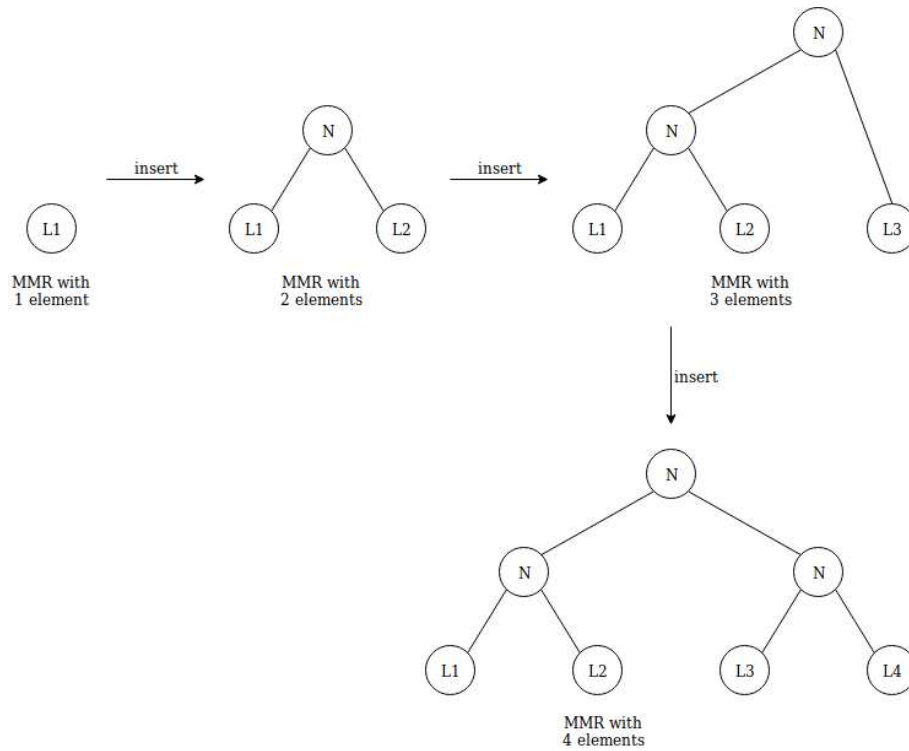 N
N
N
insert
insert
L1
L1
L2
L1
L2
L3
MMR with
1 element
MMR with
2 elements
MMR with
3 elements
insert
N
N
N
L1
L2
L3
L4
MMR with
4 elements